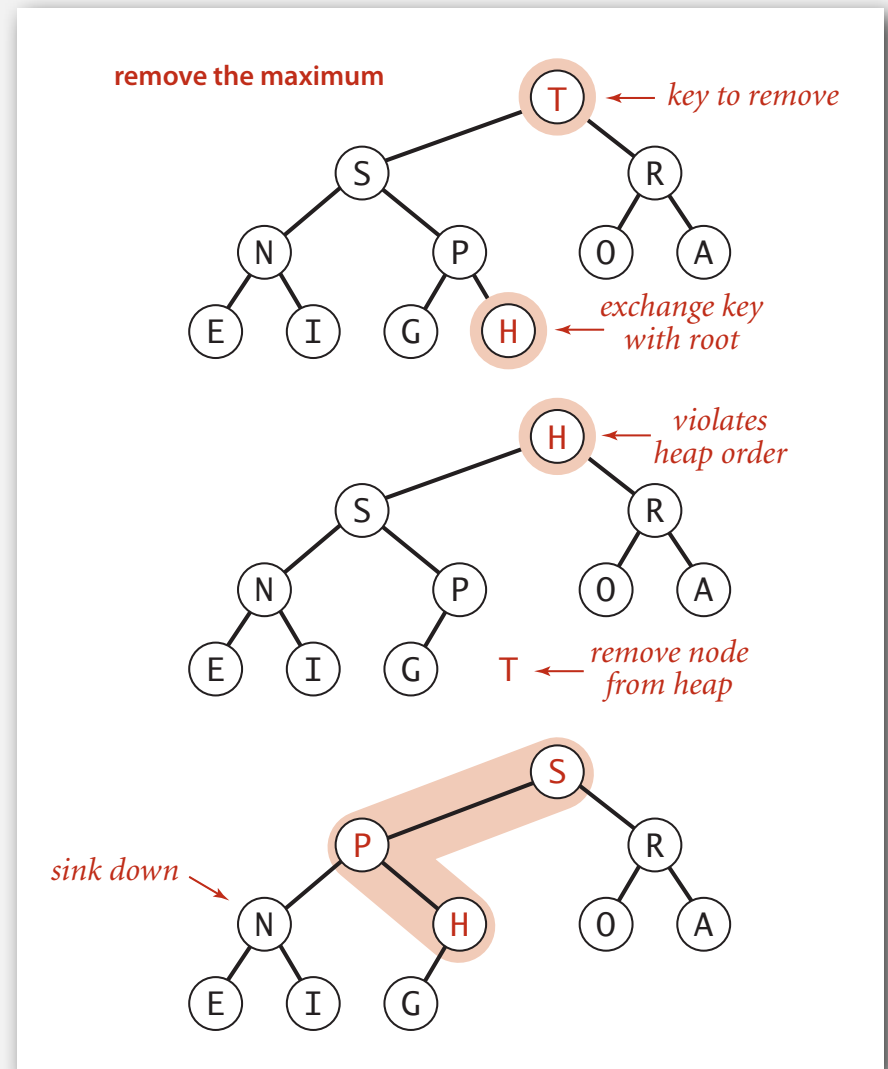 remove the maximum
T
key to remove
S
R
N
P
O
A
E
I
G
H
exchange key
with root
H
violates
heap order
S
R
N
P
O
A
E
I
G
T
remove node
from heap
S
P
R
sink down
N
H
O
A
E
I
G